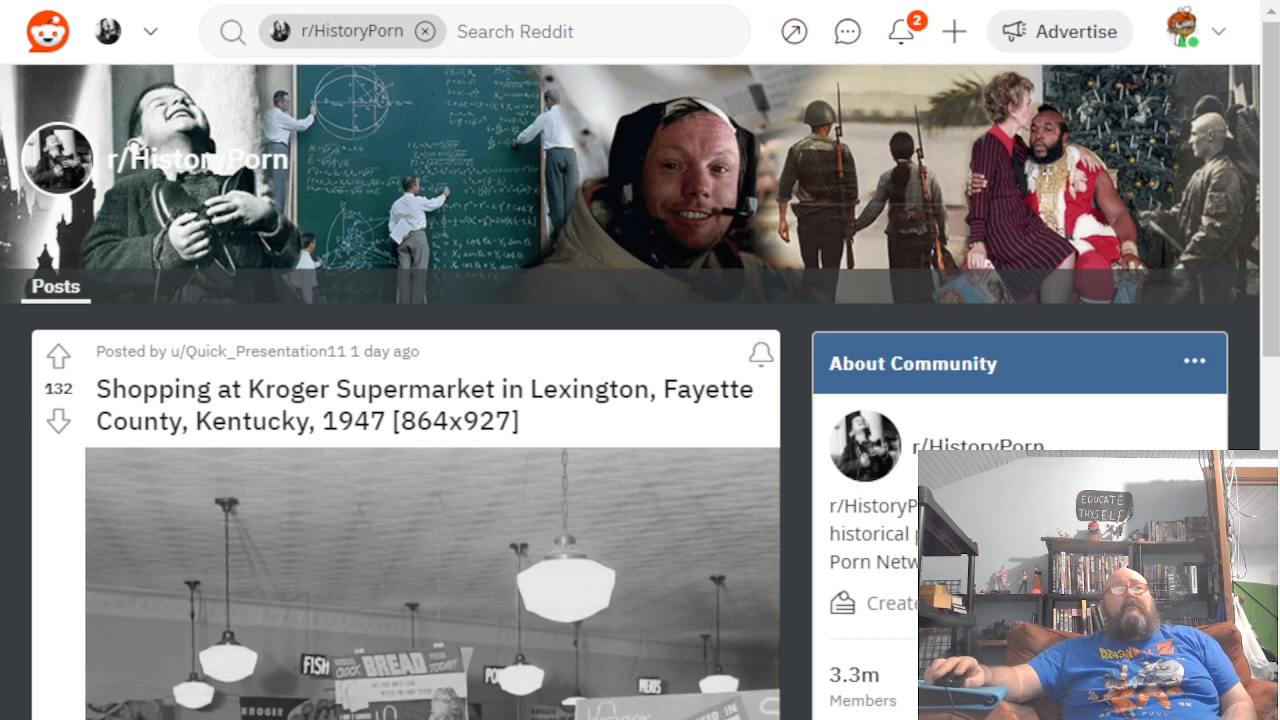 r/HistoryPorn
Search Reddit
2
Advertise
r/HistoryPorn
Posts
Posted by u/Quick_Presentation11 1 day ago
132
Shopping at Kroger Supermarket in Lexington, Fayette
County, Kentucky, 1947 [864x927]
FISH
BREAD
KROGER
About Community
r/HistoryPorn
r/HistoryP
historical
Porn Netw
Create
3.3m
Members
EDUCATE
THYSELF